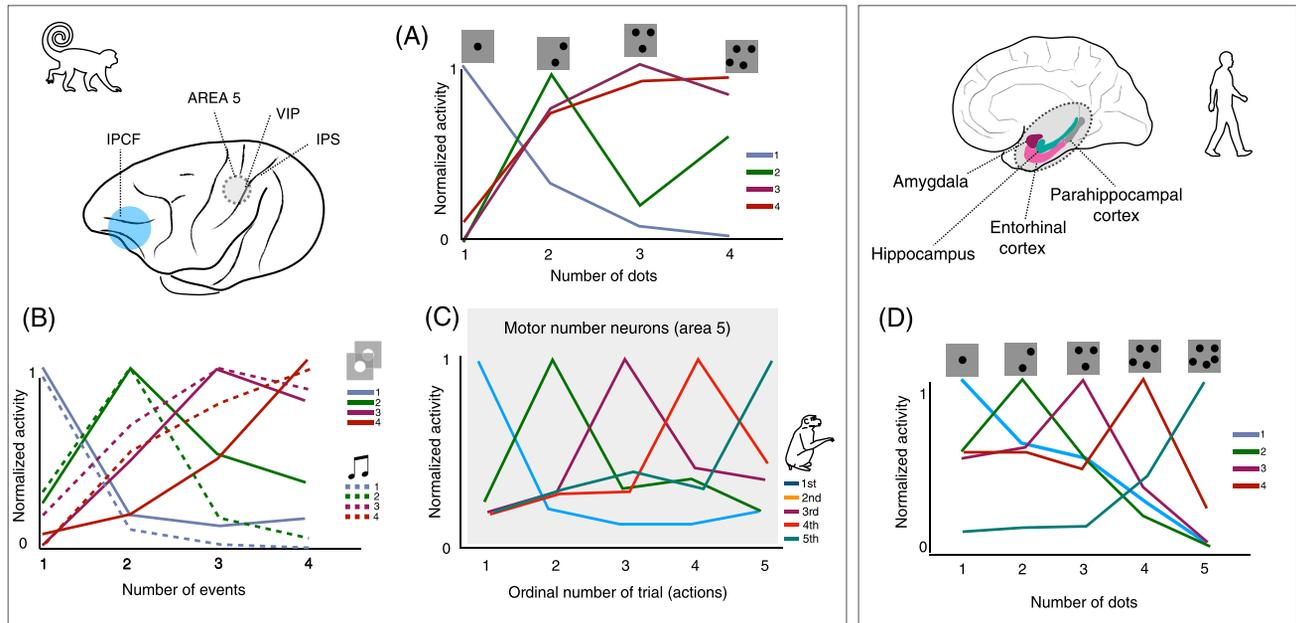 AREA 5
VIP
IPS
IPCF
(A)
Normalized activity
1
0
1 2 3 4
Number of dots
1
2
3
4
(B)
Normalized activity
1
0
1 2 3 4
Number of events
1
2
3
4
1
2
3
4
(C)
Motor number neurons (area 5)
Normalized activity
1
0
1 2 3 4 5
Ordinal number of trial (actions)
1st
2nd
3rd
4th
5th
Amygdala
Hippocampus
Entorhinal
cortex
Parahippocampal
cortex
(D)
Normalized activity
1
0
1 2 3 4 5
Number of dots
1
2
3
4